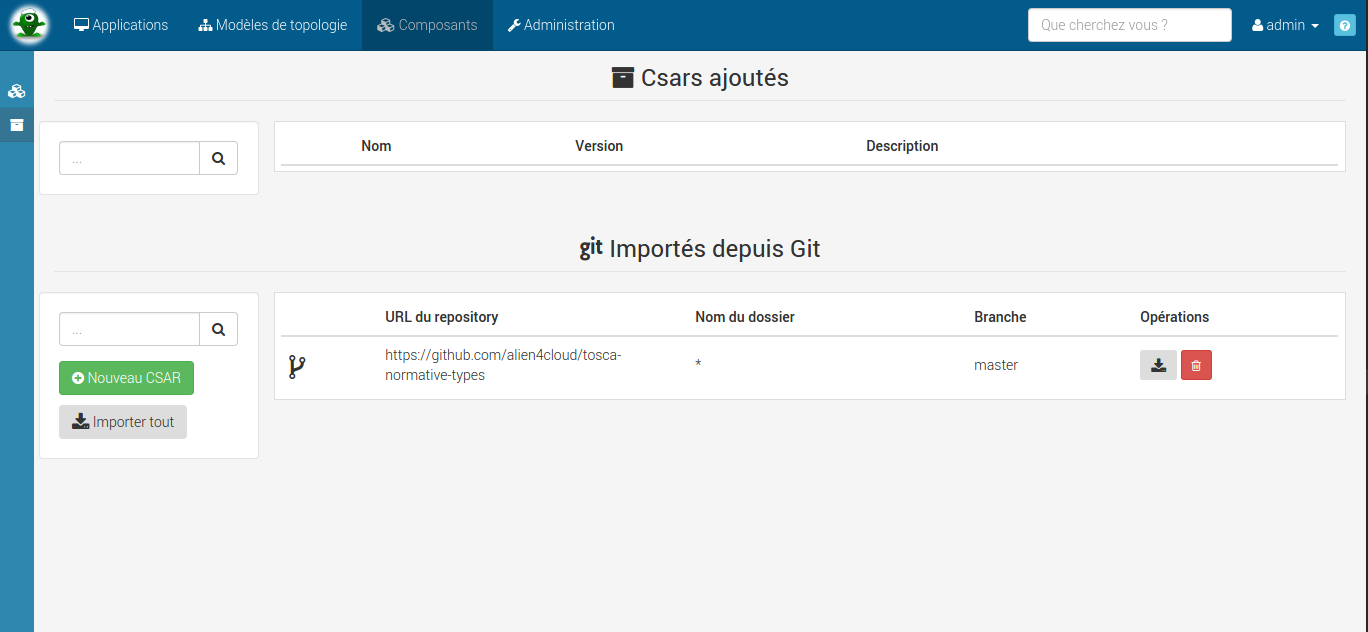 Applications Modèles de topologie Composants Administration Que cherchez vous ? admin
Csars ajoutés
...
Nom Version Description
git Importés depuis Git
...
URL du repository Nom du dossier Branche Opérations
https://github.com/alien4cloud/tosca-
normative-types
*
master
Nouveau CSAR
Importer tout